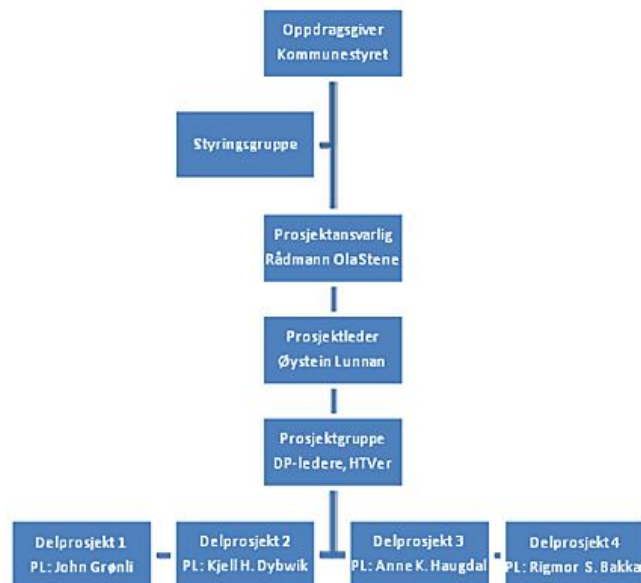 Oppdragsgiver
Kommunestyret
Styringsgruppe
Prosjektansvarlig
Rådmann OlaStene
Prosjektleder
Øystein Lunnan
Prosjektgruppe
DP-ledere, HTVer
Delprosjekt 1
PL: John Grønli
Delprosjekt 2
PL: Kjell H. Dybwik
Delprosjekt 3
PL: Anne K. Haugdal
Delprosjekt 4
PL: Rigmor S. Bakka